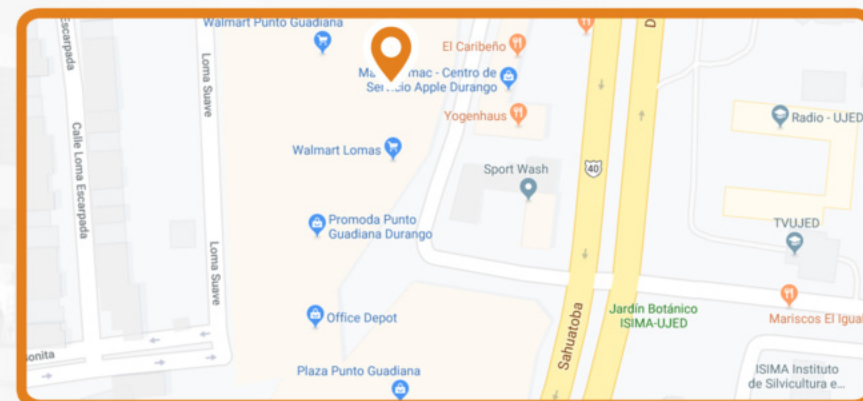 Escarpada
Walmart Punto Guadiana
Loma Suave
El Caribeño
Centro de
Servicio Apple Durango
Calle Loma Escarpada
Yogenhaus
Radio - UJED
Walmart Lomas
Sport Wash
40
Promoda Punto
Guadiana Durango
TVUJED
Loma Suave
Office Depot
Sahuatoba
Jardín Botánico
ISIMA-UJED
Mariscos El Igual
Plaza Punto Guadiana
ISIMA Instituto
de Silvicultura e...